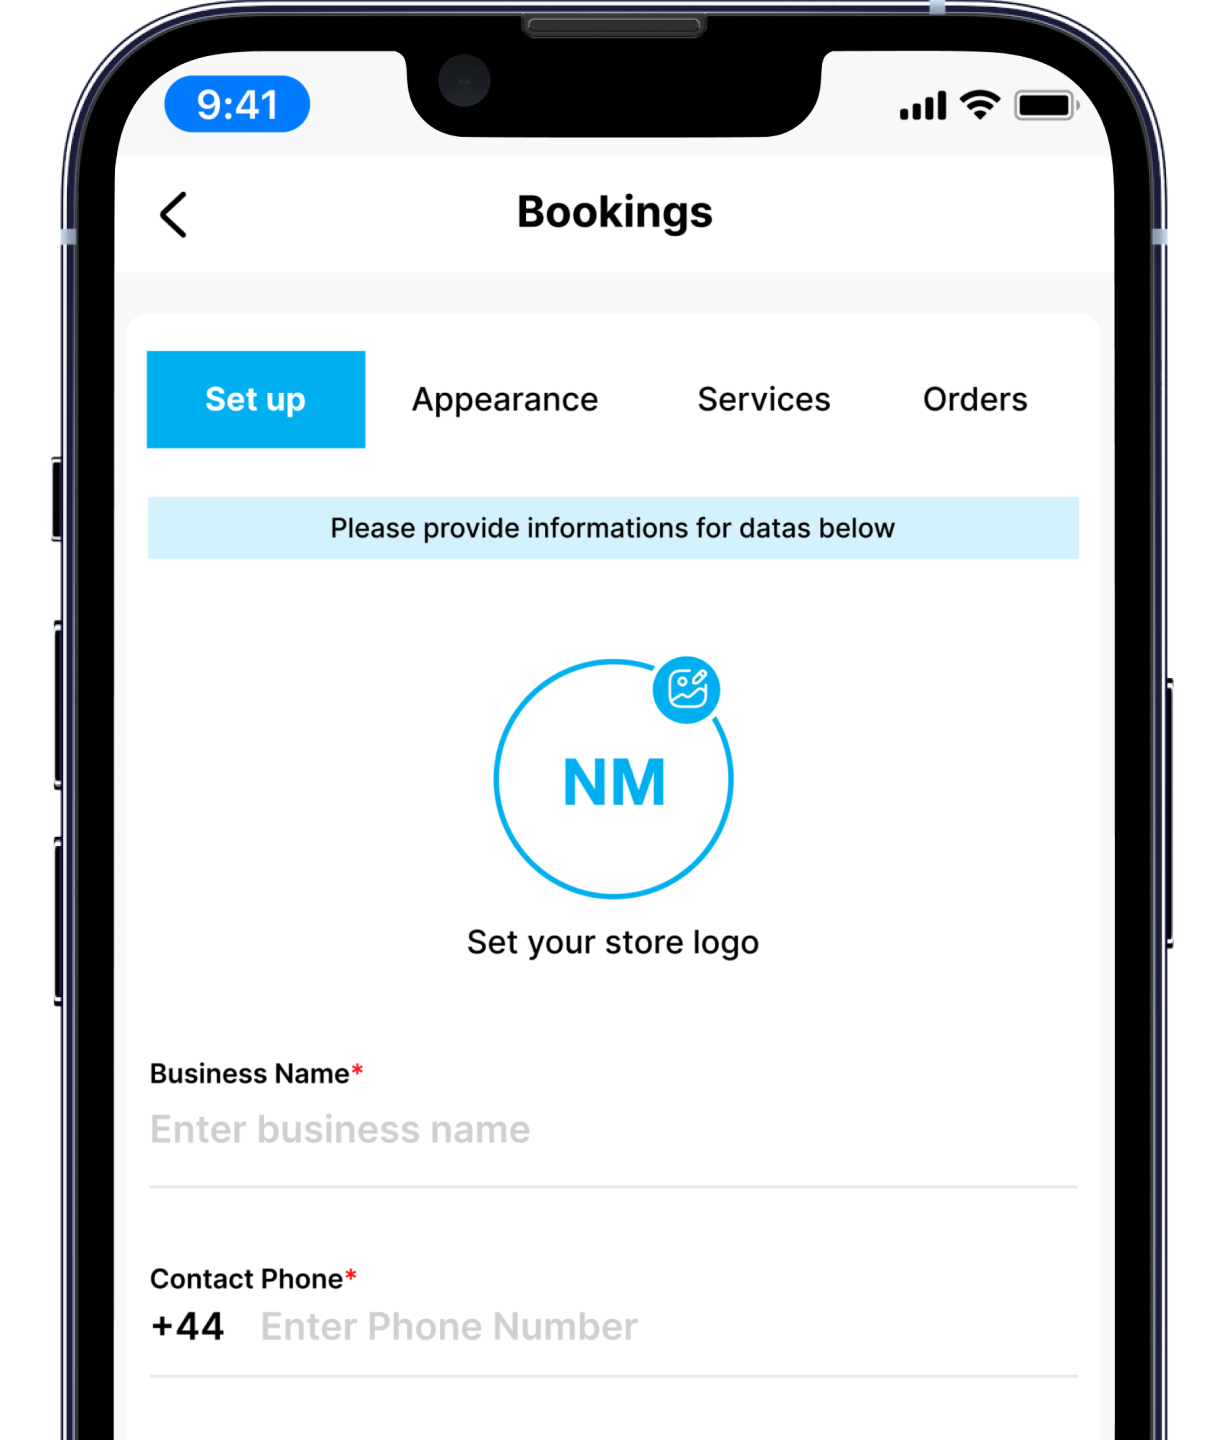 9:41
Bookings
Set up Appearance Services Orders
Please provide informations for datas below
NM
Set your store logo
Business Name*
Enter business name
Contact Phone*
+44 Enter Phone Number